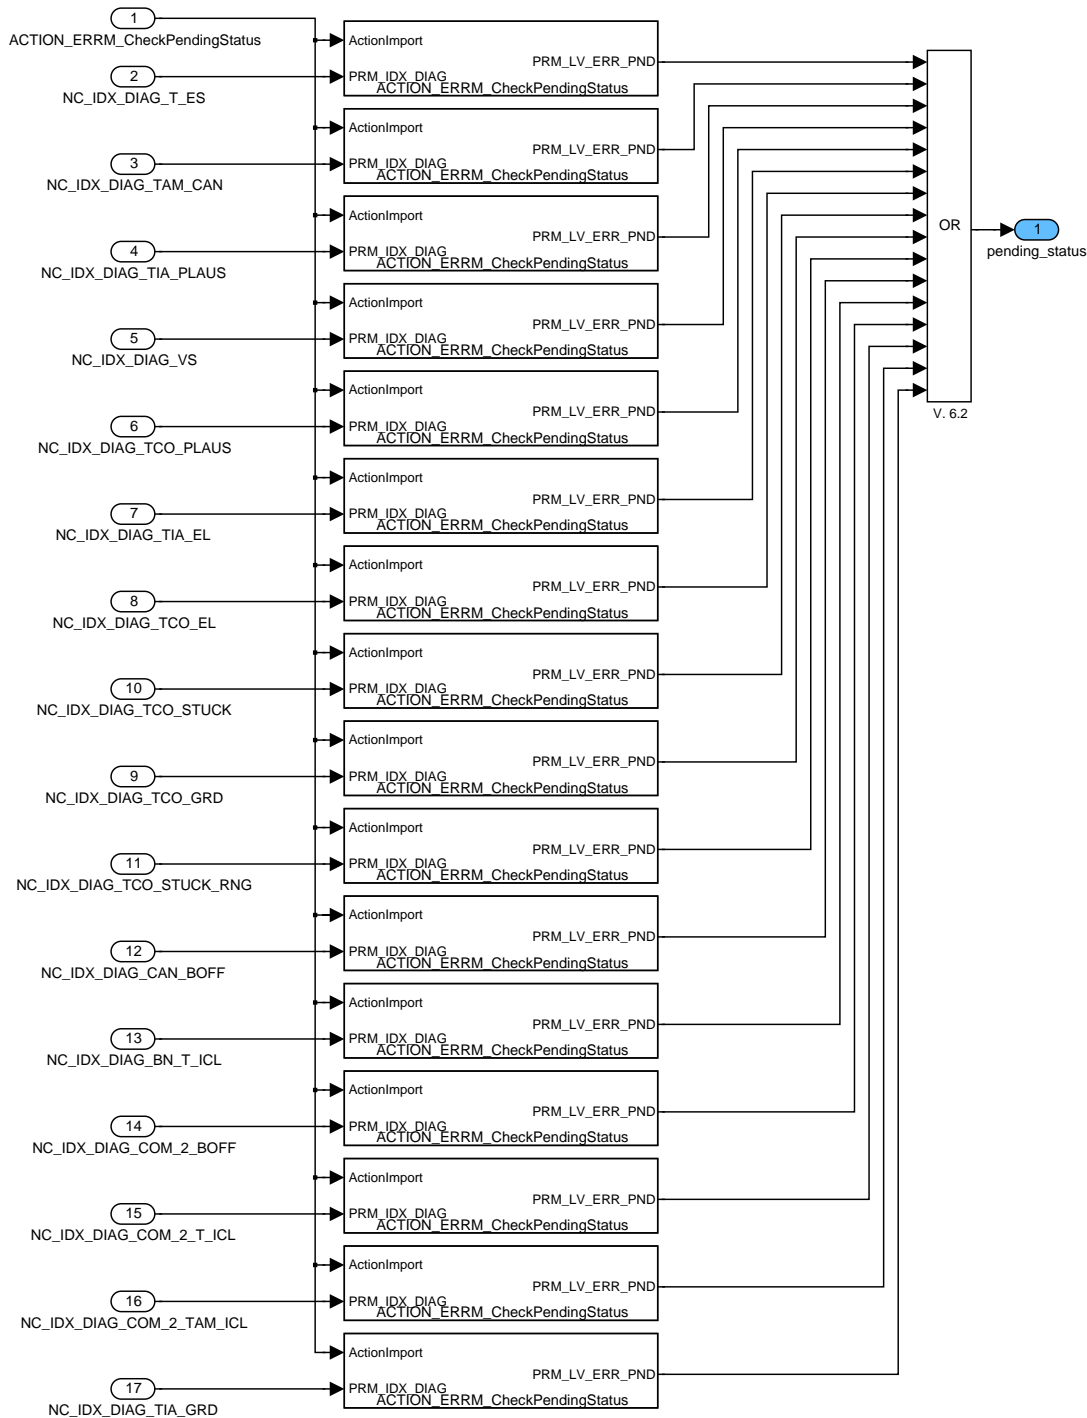 1
ACTION_ERRM_CheckPendingStatus
ActionImport
PRM_LV_ERR_PND
2
PRM_IDX_DIAG
ACTION_ERRM_CheckPendingStatus
NC_IDX_DIAG_T_ES
ActionImport
PRM_LV_ERR_PND
3
PRM_IDX_DIAG
ACTION_ERRM_CheckPendingStatus
NC_IDX_DIAG_TAM_CAN
ActionImport
PRM_LV_ERR_PND
4
PRM_IDX_DIAG
ACTION_ERRM_CheckPendingStatus
NC_IDX_DIAG_TIA_PLAUS
OR
1
pending_status
ActionImport
PRM_LV_ERR_PND
5
PRM_IDX_DIAG
ACTION_ERRM_CheckPendingStatus
NC_IDX_DIAG_VS
ActionImport
PRM_LV_ERR_PND
V. 6.2
6
PRM_IDX_DIAG
ACTION_ERRM_CheckPendingStatus
NC_IDX_DIAG_TCO_PLAUS
ActionImport
PRM_LV_ERR_PND
7
PRM_IDX_DIAG
ACTION_ERRM_CheckPendingStatus
NC_IDX_DIAG_TIA_EL
ActionImport
PRM_LV_ERR_PND
8
PRM_IDX_DIAG
ACTION_ERRM_CheckPendingStatus
NC_IDX_DIAG_TCO_EL
ActionImport
PRM_LV_ERR_PND
10
PRM_IDX_DIAG
ACTION_ERRM_CheckPendingStatus
NC_IDX_DIAG_TCO_STUCK
ActionImport
PRM_LV_ERR_PND
9
PRM_IDX_DIAG
ACTION_ERRM_CheckPendingStatus
NC_IDX_DIAG_TCO_GRD
ActionImport
PRM_LV_ERR_PND
11
PRM_IDX_DIAG
ACTION_ERRM_CheckPendingStatus
NC_IDX_DIAG_TCO_STUCK_RNG
ActionImport
PRM_LV_ERR_PND
12
PRM_IDX_DIAG
ACTION_ERRM_CheckPendingStatus
NC_IDX_DIAG_CAN_BOFF
ActionImport
PRM_LV_ERR_PND
13
PRM_IDX_DIAG
ACTION_ERRM_CheckPendingStatus
NC_IDX_DIAG_BN_T_ICL
ActionImport
PRM_LV_ERR_PND
14
PRM_IDX_DIAG
ACTION_ERRM_CheckPendingStatus
NC_IDX_DIAG_COM_2_BOFF
ActionImport
PRM_LV_ERR_PND
15
PRM_IDX_DIAG
ACTION_ERRM_CheckPendingStatus
NC_IDX_DIAG_COM_2_T_ICL
ActionImport
PRM_LV_ERR_PND
16
PRM_IDX_DIAG
ACTION_ERRM_CheckPendingStatus
NC_IDX_DIAG_COM_2_TAM_ICL
ActionImport
PRM_LV_ERR_PND
17
PRM_IDX_DIAG
ACTION_ERRM_CheckPendingStatus
NC_IDX_DIAG_TIA_GRD